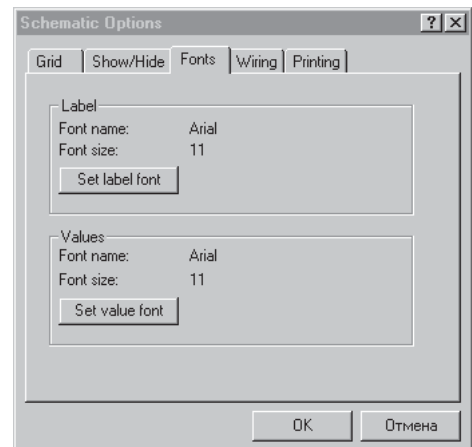 Schematic Options
Grid Show/Hide Fonts Wiring Printing
Label
Font name: Arial
Font size: 11
Set label font
Values
Font name: Arial
Font size: 11
Set value font
OK Отмена